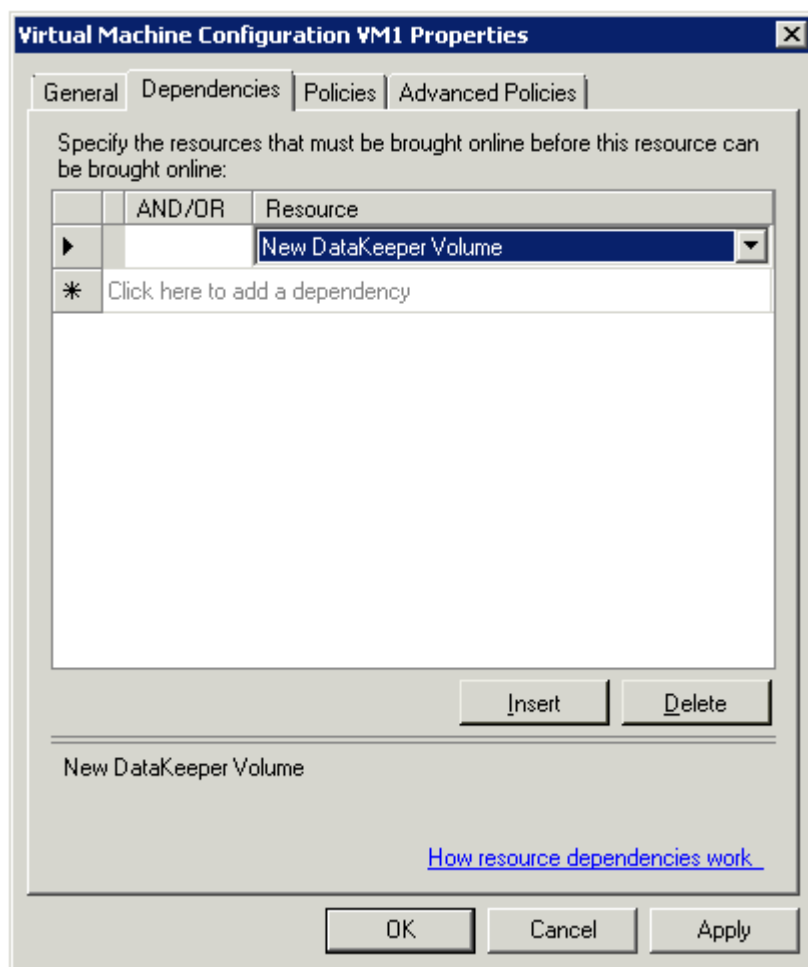 Virtual Machine Configuration VM1 Properties
General Dependencies Policies Advanced Policies
Specify the resources that must be brought online before this resource can
be brought online:
AND/OR Resource
New DataKeeper Volume
Click here to add a dependency
Insert Delete
New DataKeeper Volume
How resource dependencies work
OK Cancel Apply